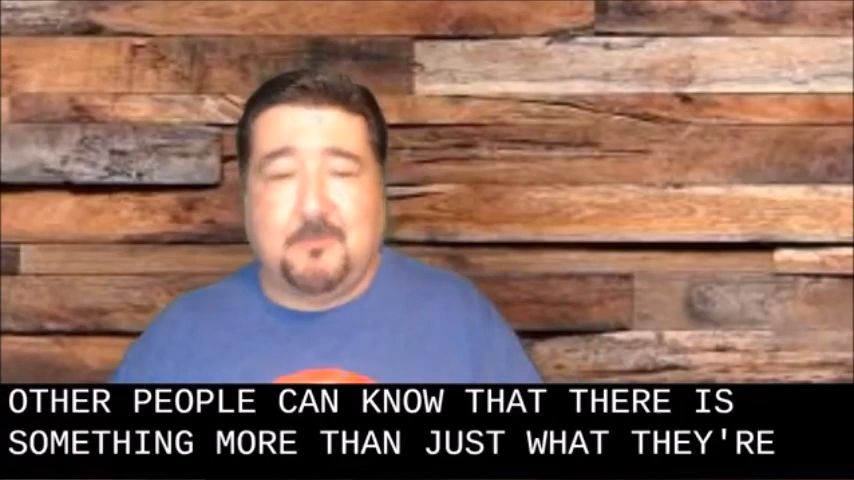 OTHER PEOPLE CAN KNOW THAT THERE IS
SOMETHING MORE THAN JUST WHAT THEY'RE